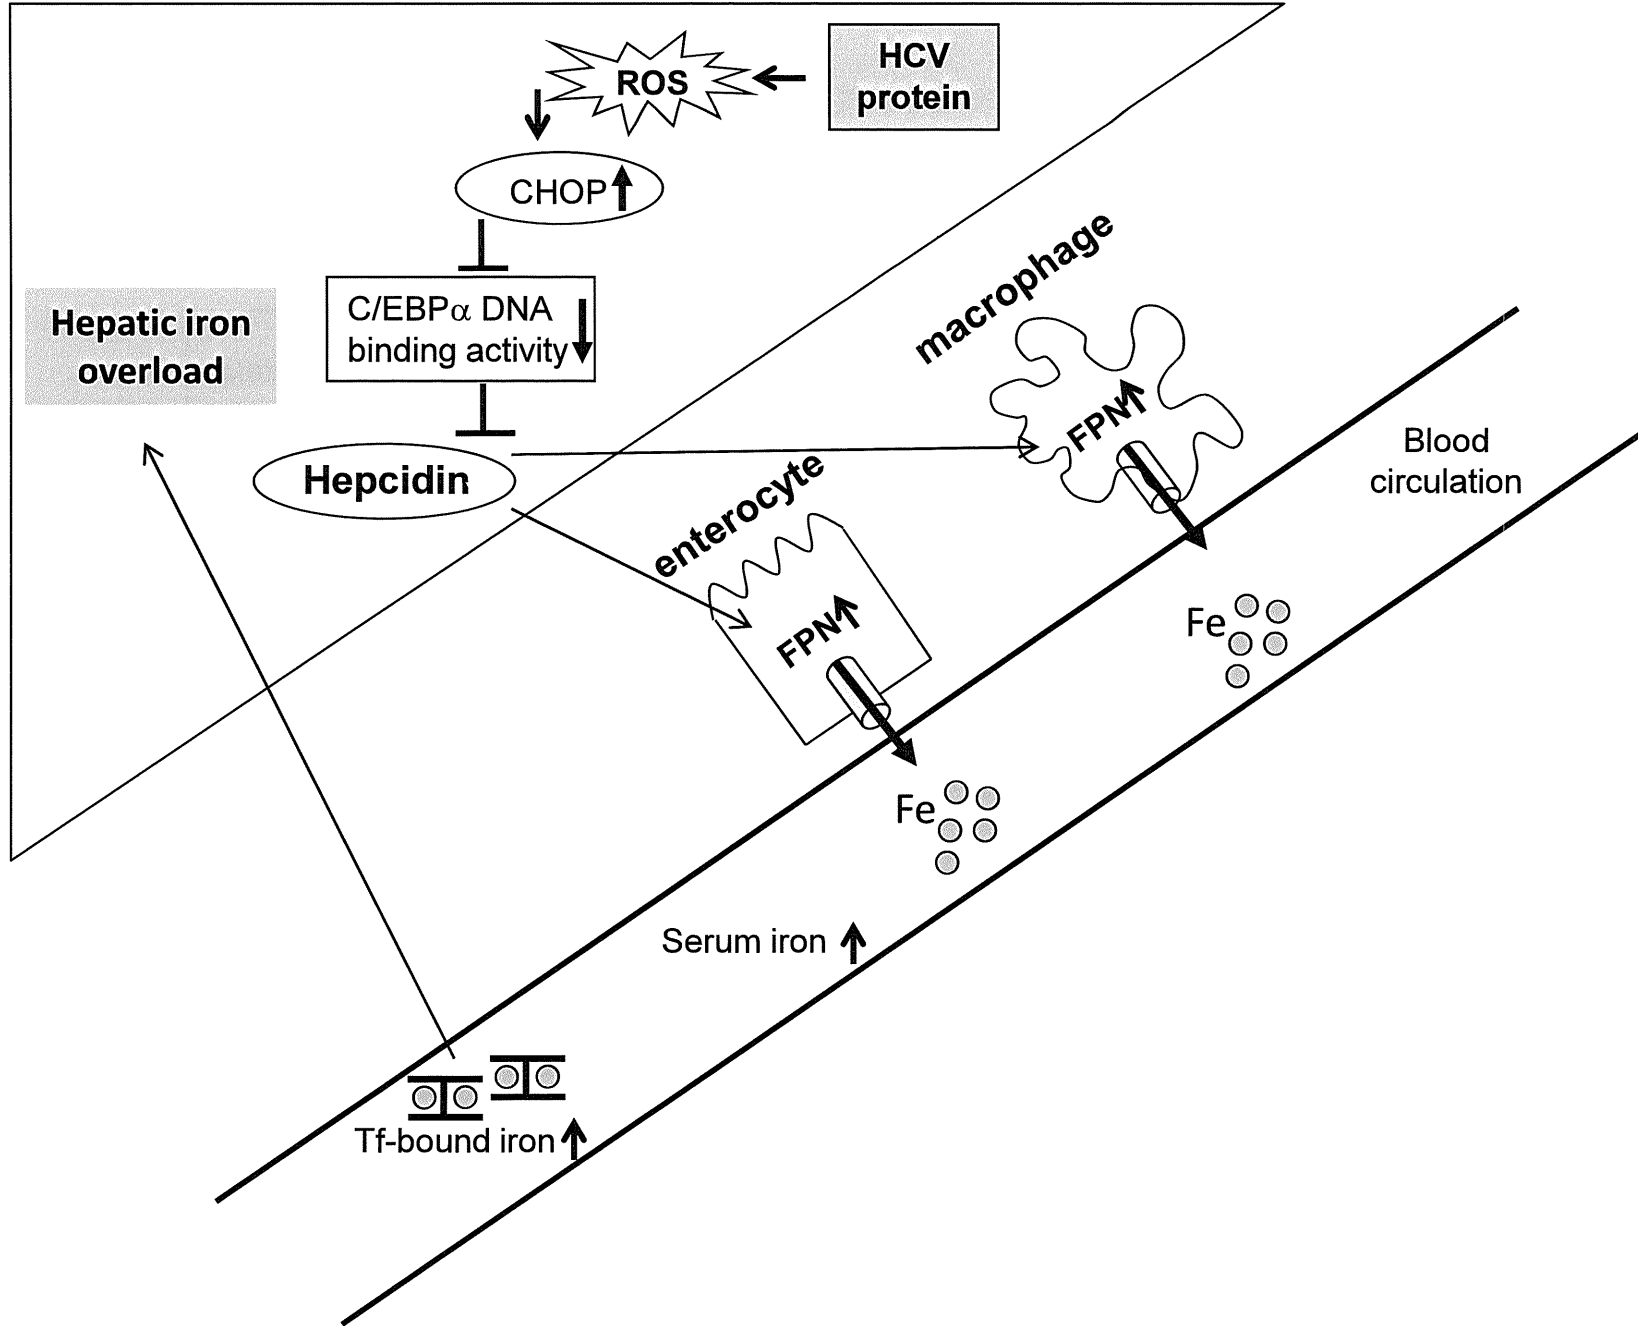 HCV
protein
ROS
CHOP
C/EBPα DNA
binding activity
Hepatic iron
overload
Hepcidin
macrophage
FPN
enterocyte
FPN
Blood
circulation
Fe
Fe
Serum iron
Tf-bound iron